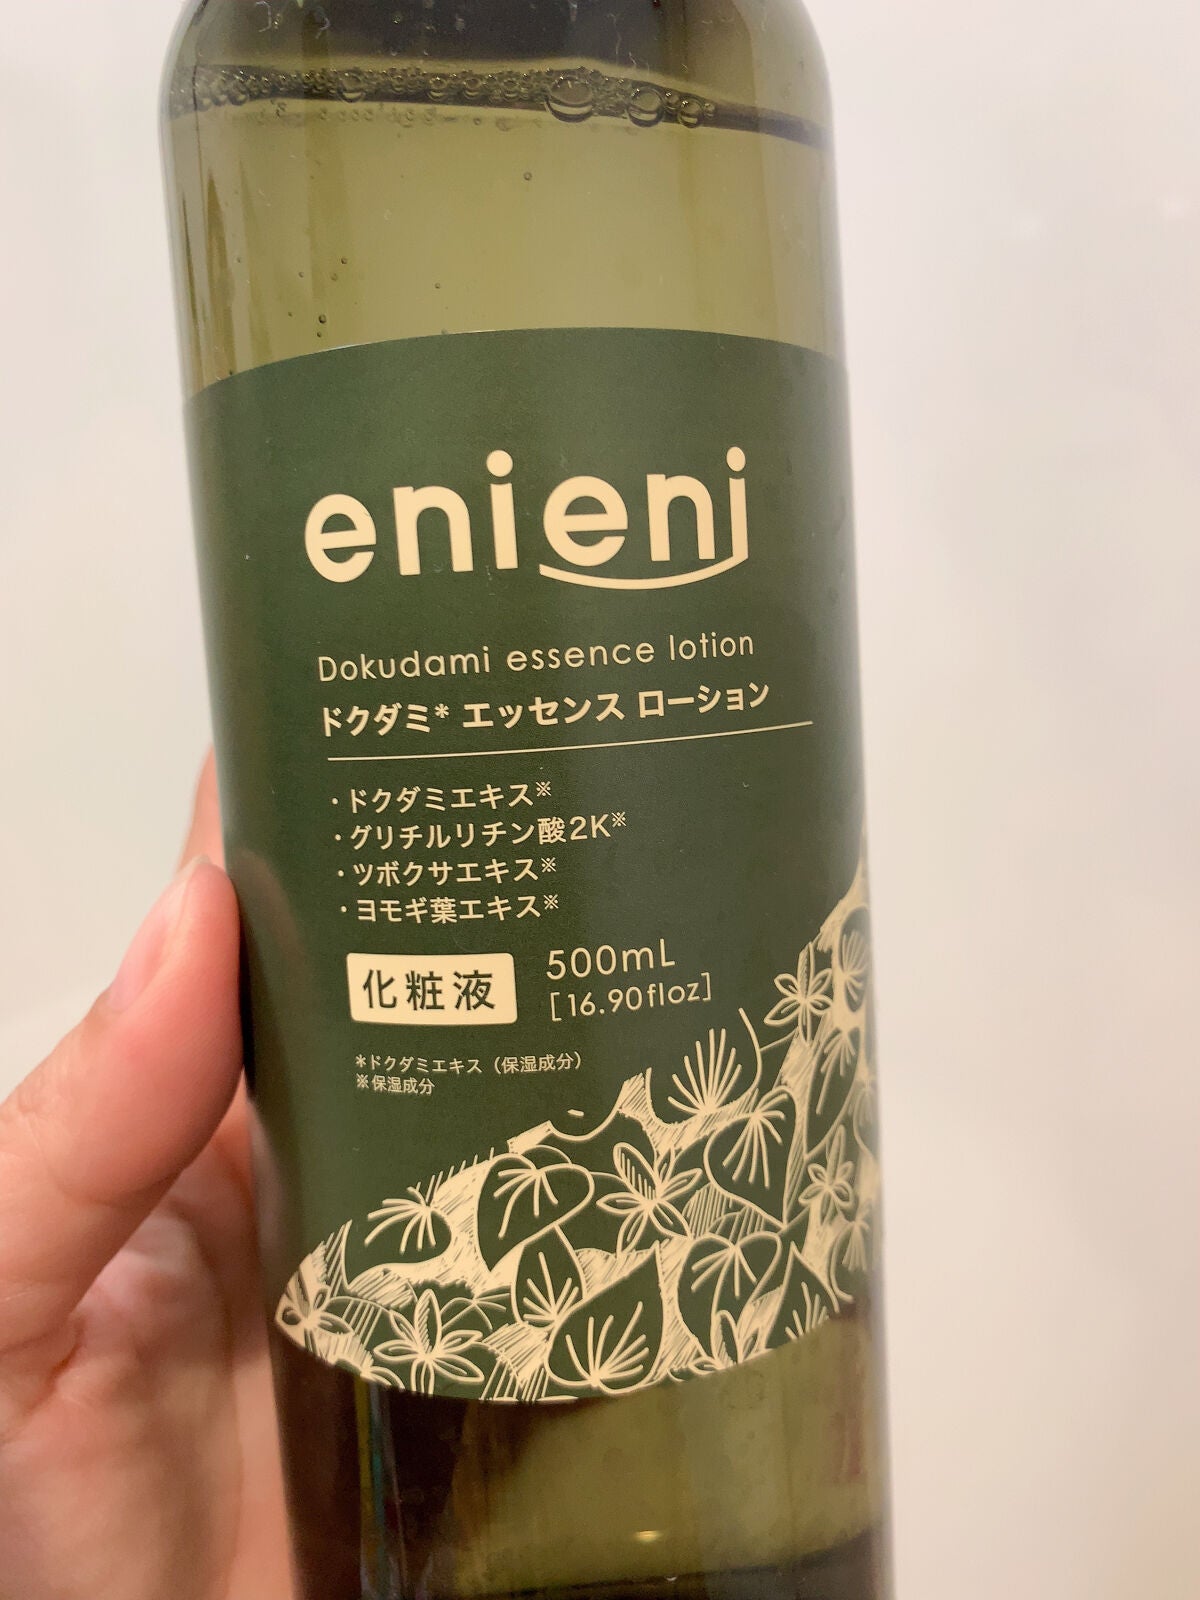 enieni
Dokudami essence lotion
ドクダミ* エッセンス ローション
・ドクダミエキス※
・グリチルリチン酸2K※
・ツボクサエキス※
・ヨモギ葉エキス※
化粧液
500mL
[16.90floz]
*ドクダミエキス（保湿成分）
※保湿成分